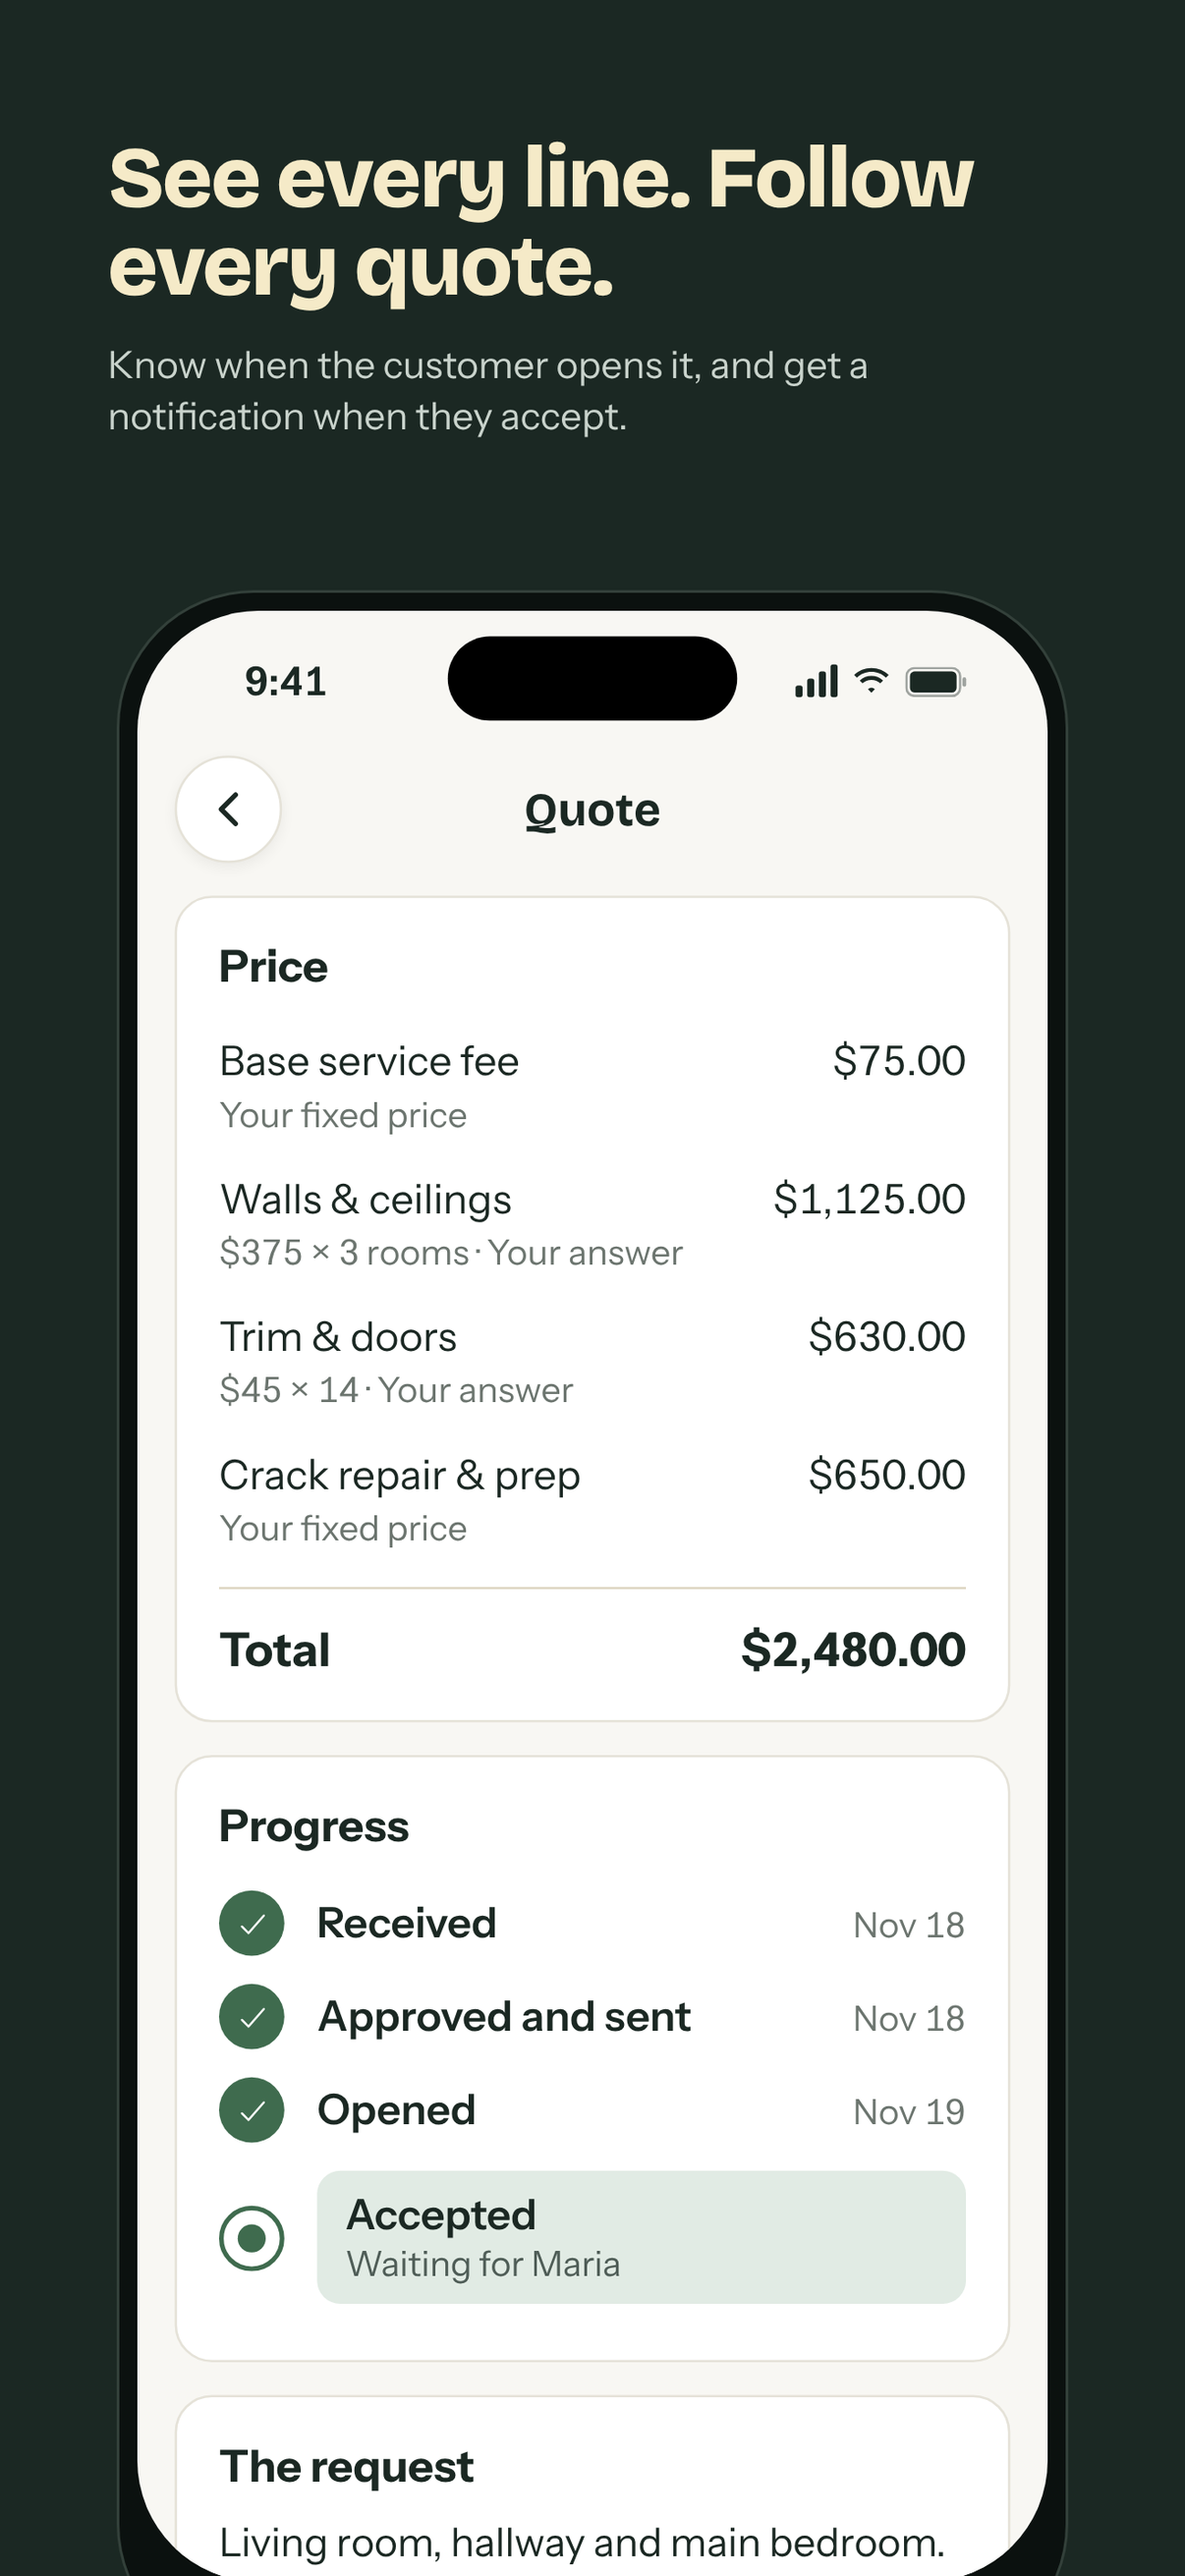 See every line. Follow
every quote.
Know when the customer opens it, and get a
notification when they accept.
9:41
Quote
Price
Base service fee $75.00
Your fixed price
Walls & ceilings $1,125.00
$375 × 3 rooms · Your answer
Trim & doors $630.00
$45 × 14 · Your answer
Crack repair & prep $650.00
Your fixed price
Total $2,480.00
Progress
Received Nov 18
Approved and sent Nov 18
Opened Nov 19
Accepted
Waiting for Maria
The request
Living room, hallway and main bedroom.